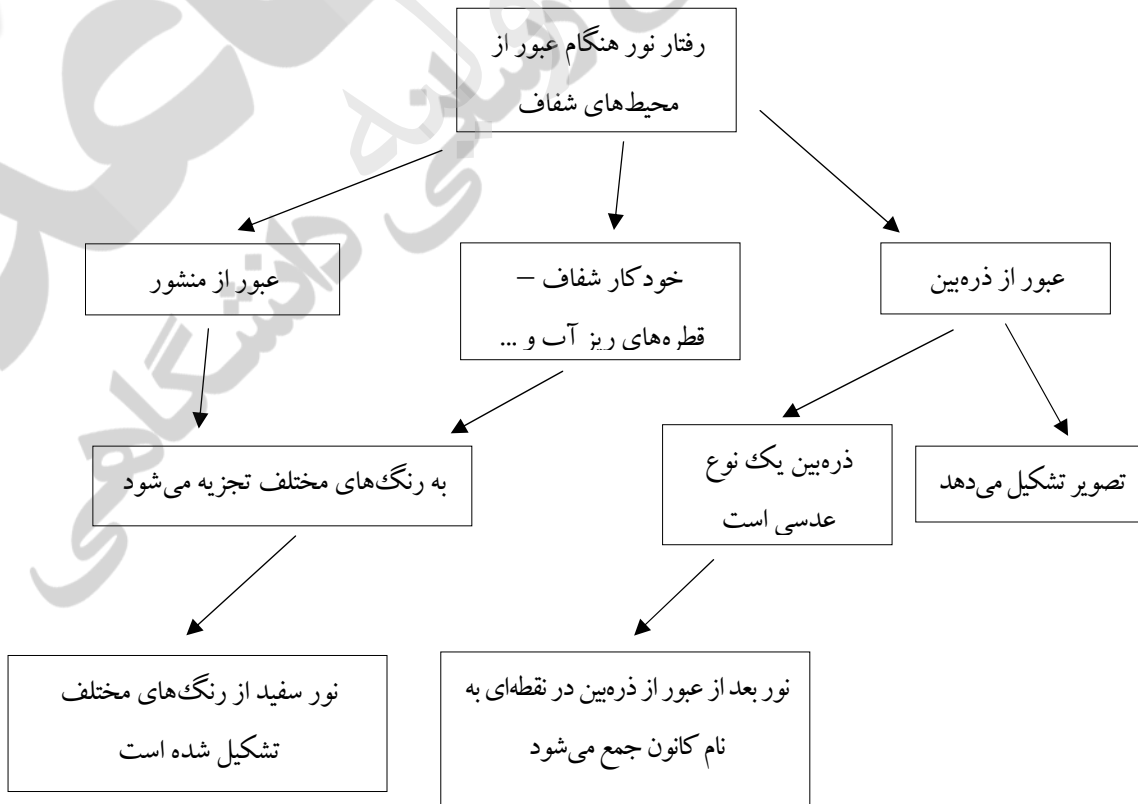 رفتار نور هنگام عبور از
محیط‌های شفاف
عبور از ذره‌بین
خودکار شفاف –
قطره‌های ریز آب و ...
عبور از منشور
تصویر تشکیل می‌دهد
ذره‌بین یک نوع
عدسی است
به رنگ‌های مختلف تجزیه می‌شود
نور بعد از عبور از ذره‌بین در نقطه‌ای به
نام کانون جمع می‌شود
نور سفید از رنگ‌های مختلف
تشکیل شده است
دانشگاهی